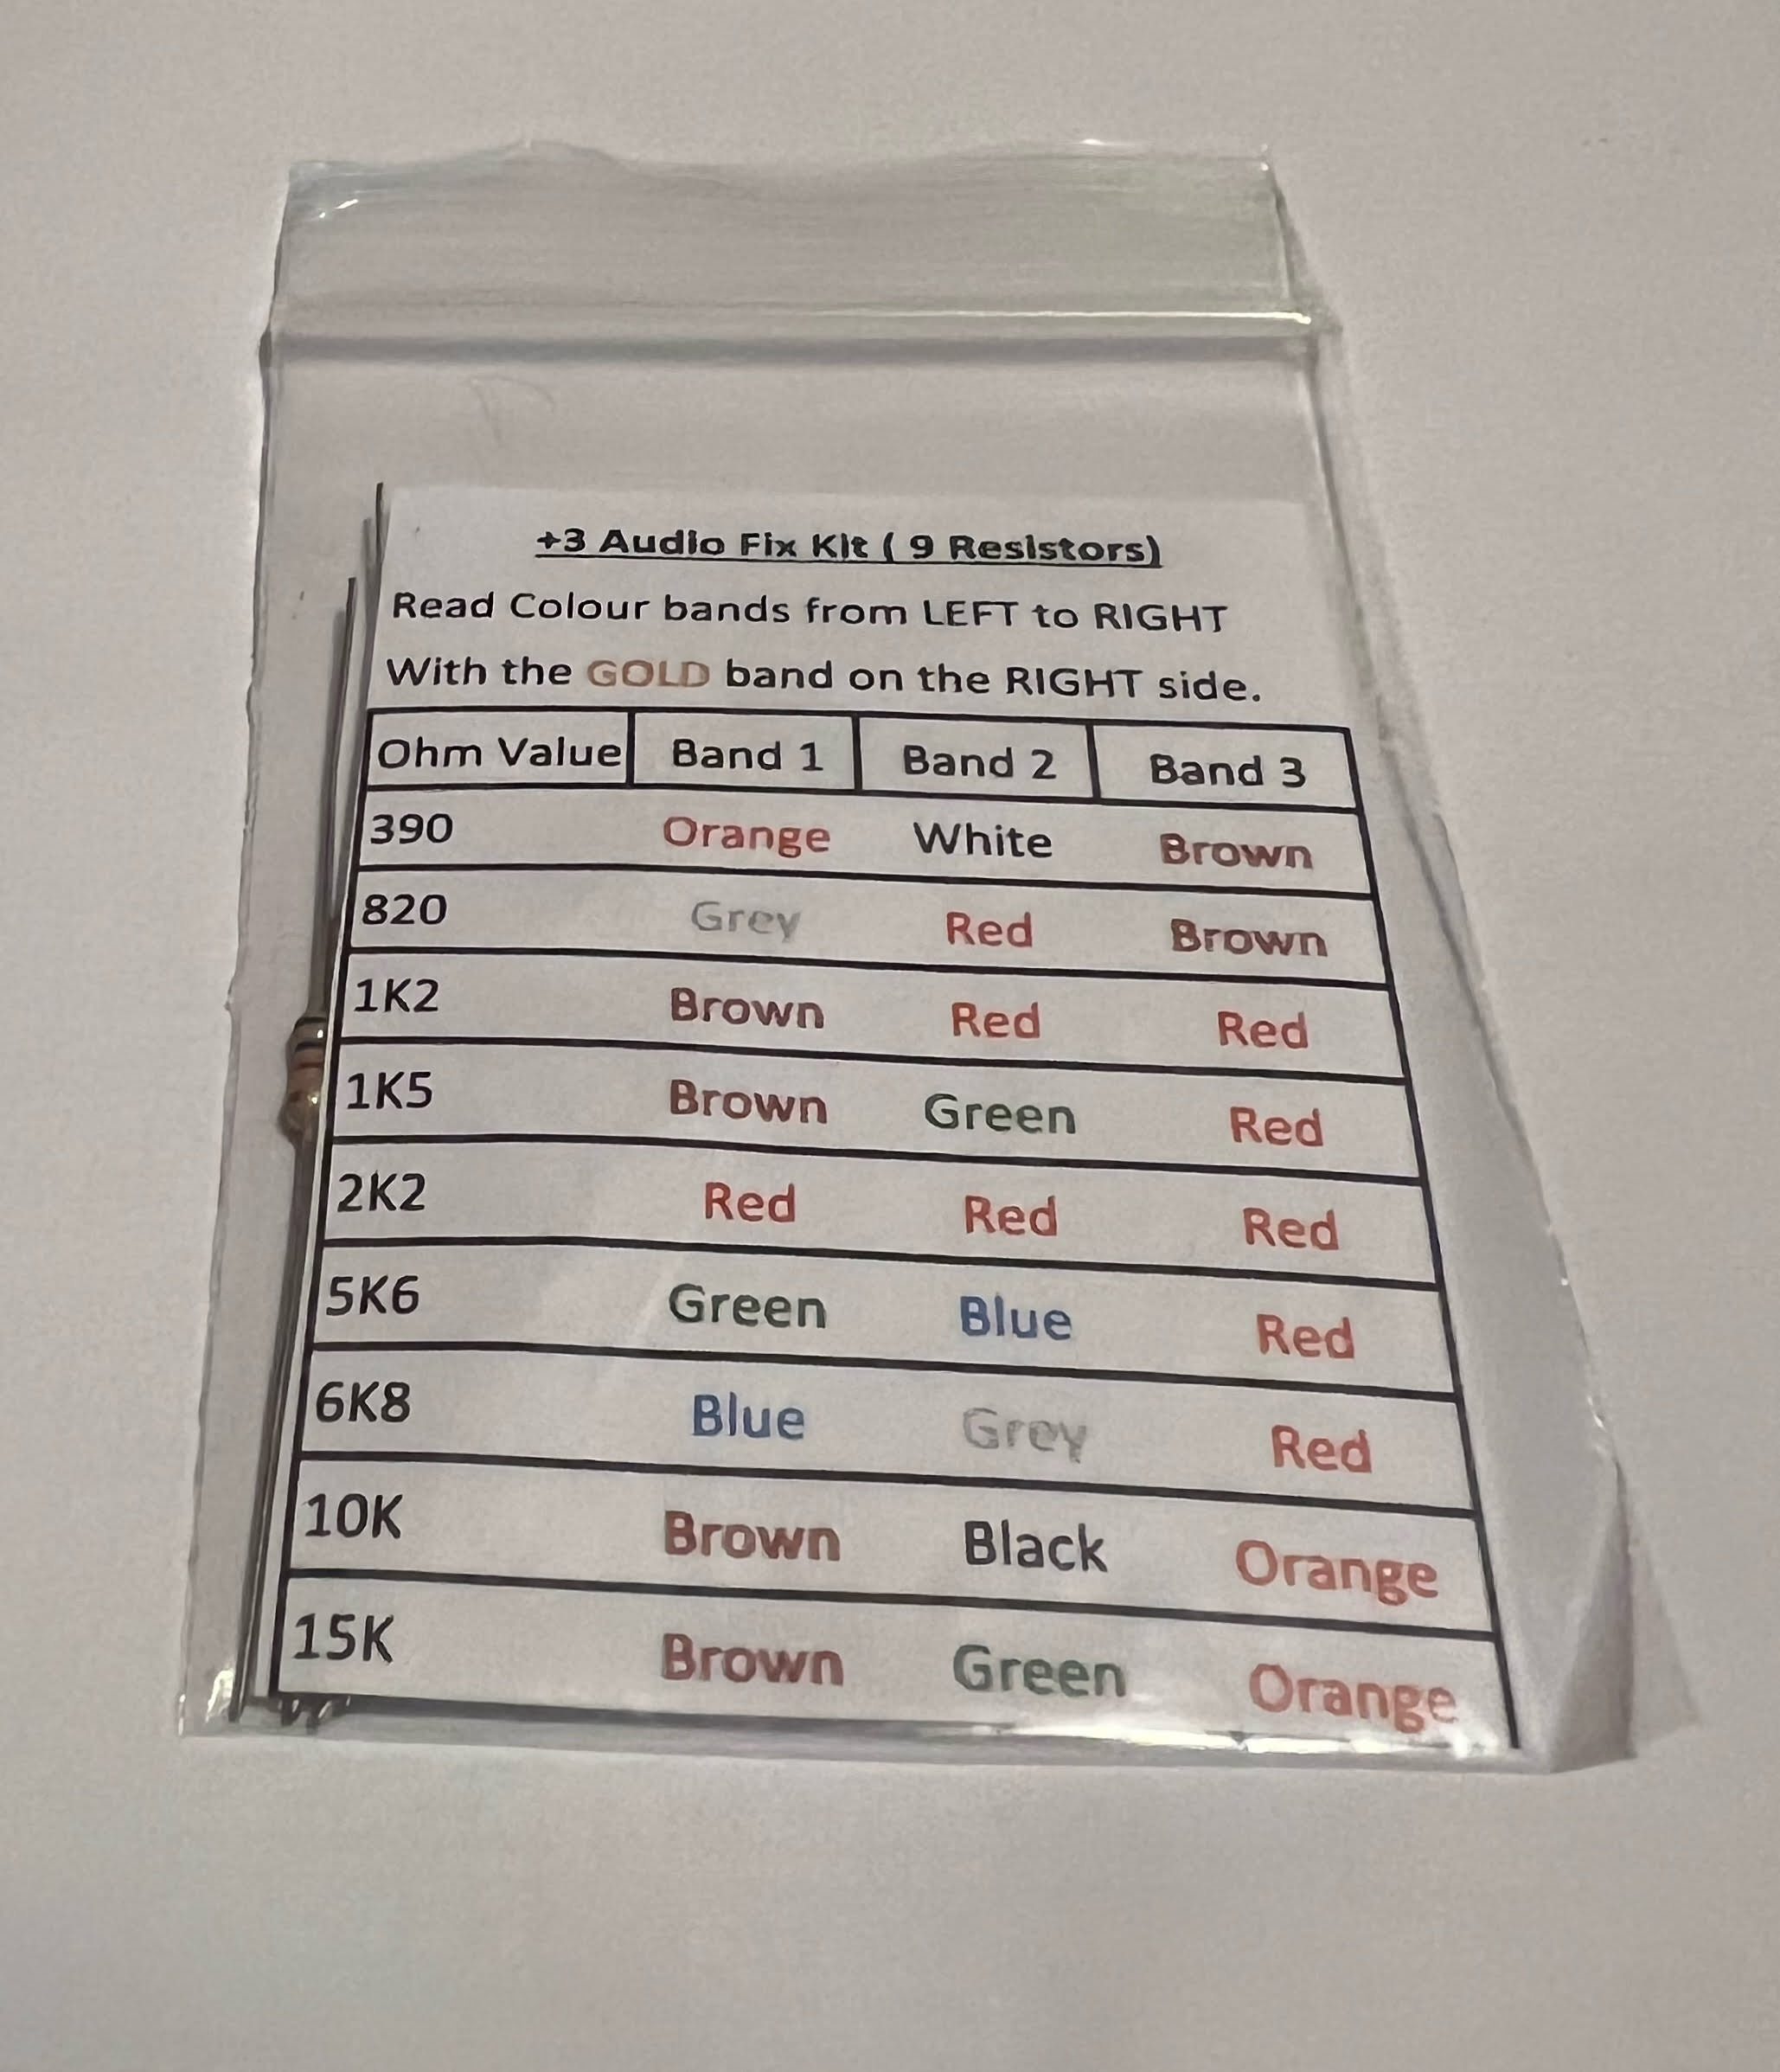 +3 Audio Fix Kit ( 9 Resistors)
Read Colour bands from LEFT to RIGHT
With the GOLD band on the RIGHT side.
Ohm Value Band 1 Band 2 Band 3
390 Orange White Brown
820 Grey Red Brown
1K2 Brown Red Red
1K5 Brown Green Red
2K2 Red Red Red
5K6 Green Blue Red
6K8 Blue Grey Red
10K Brown Black Orange
15K Brown Green Orange